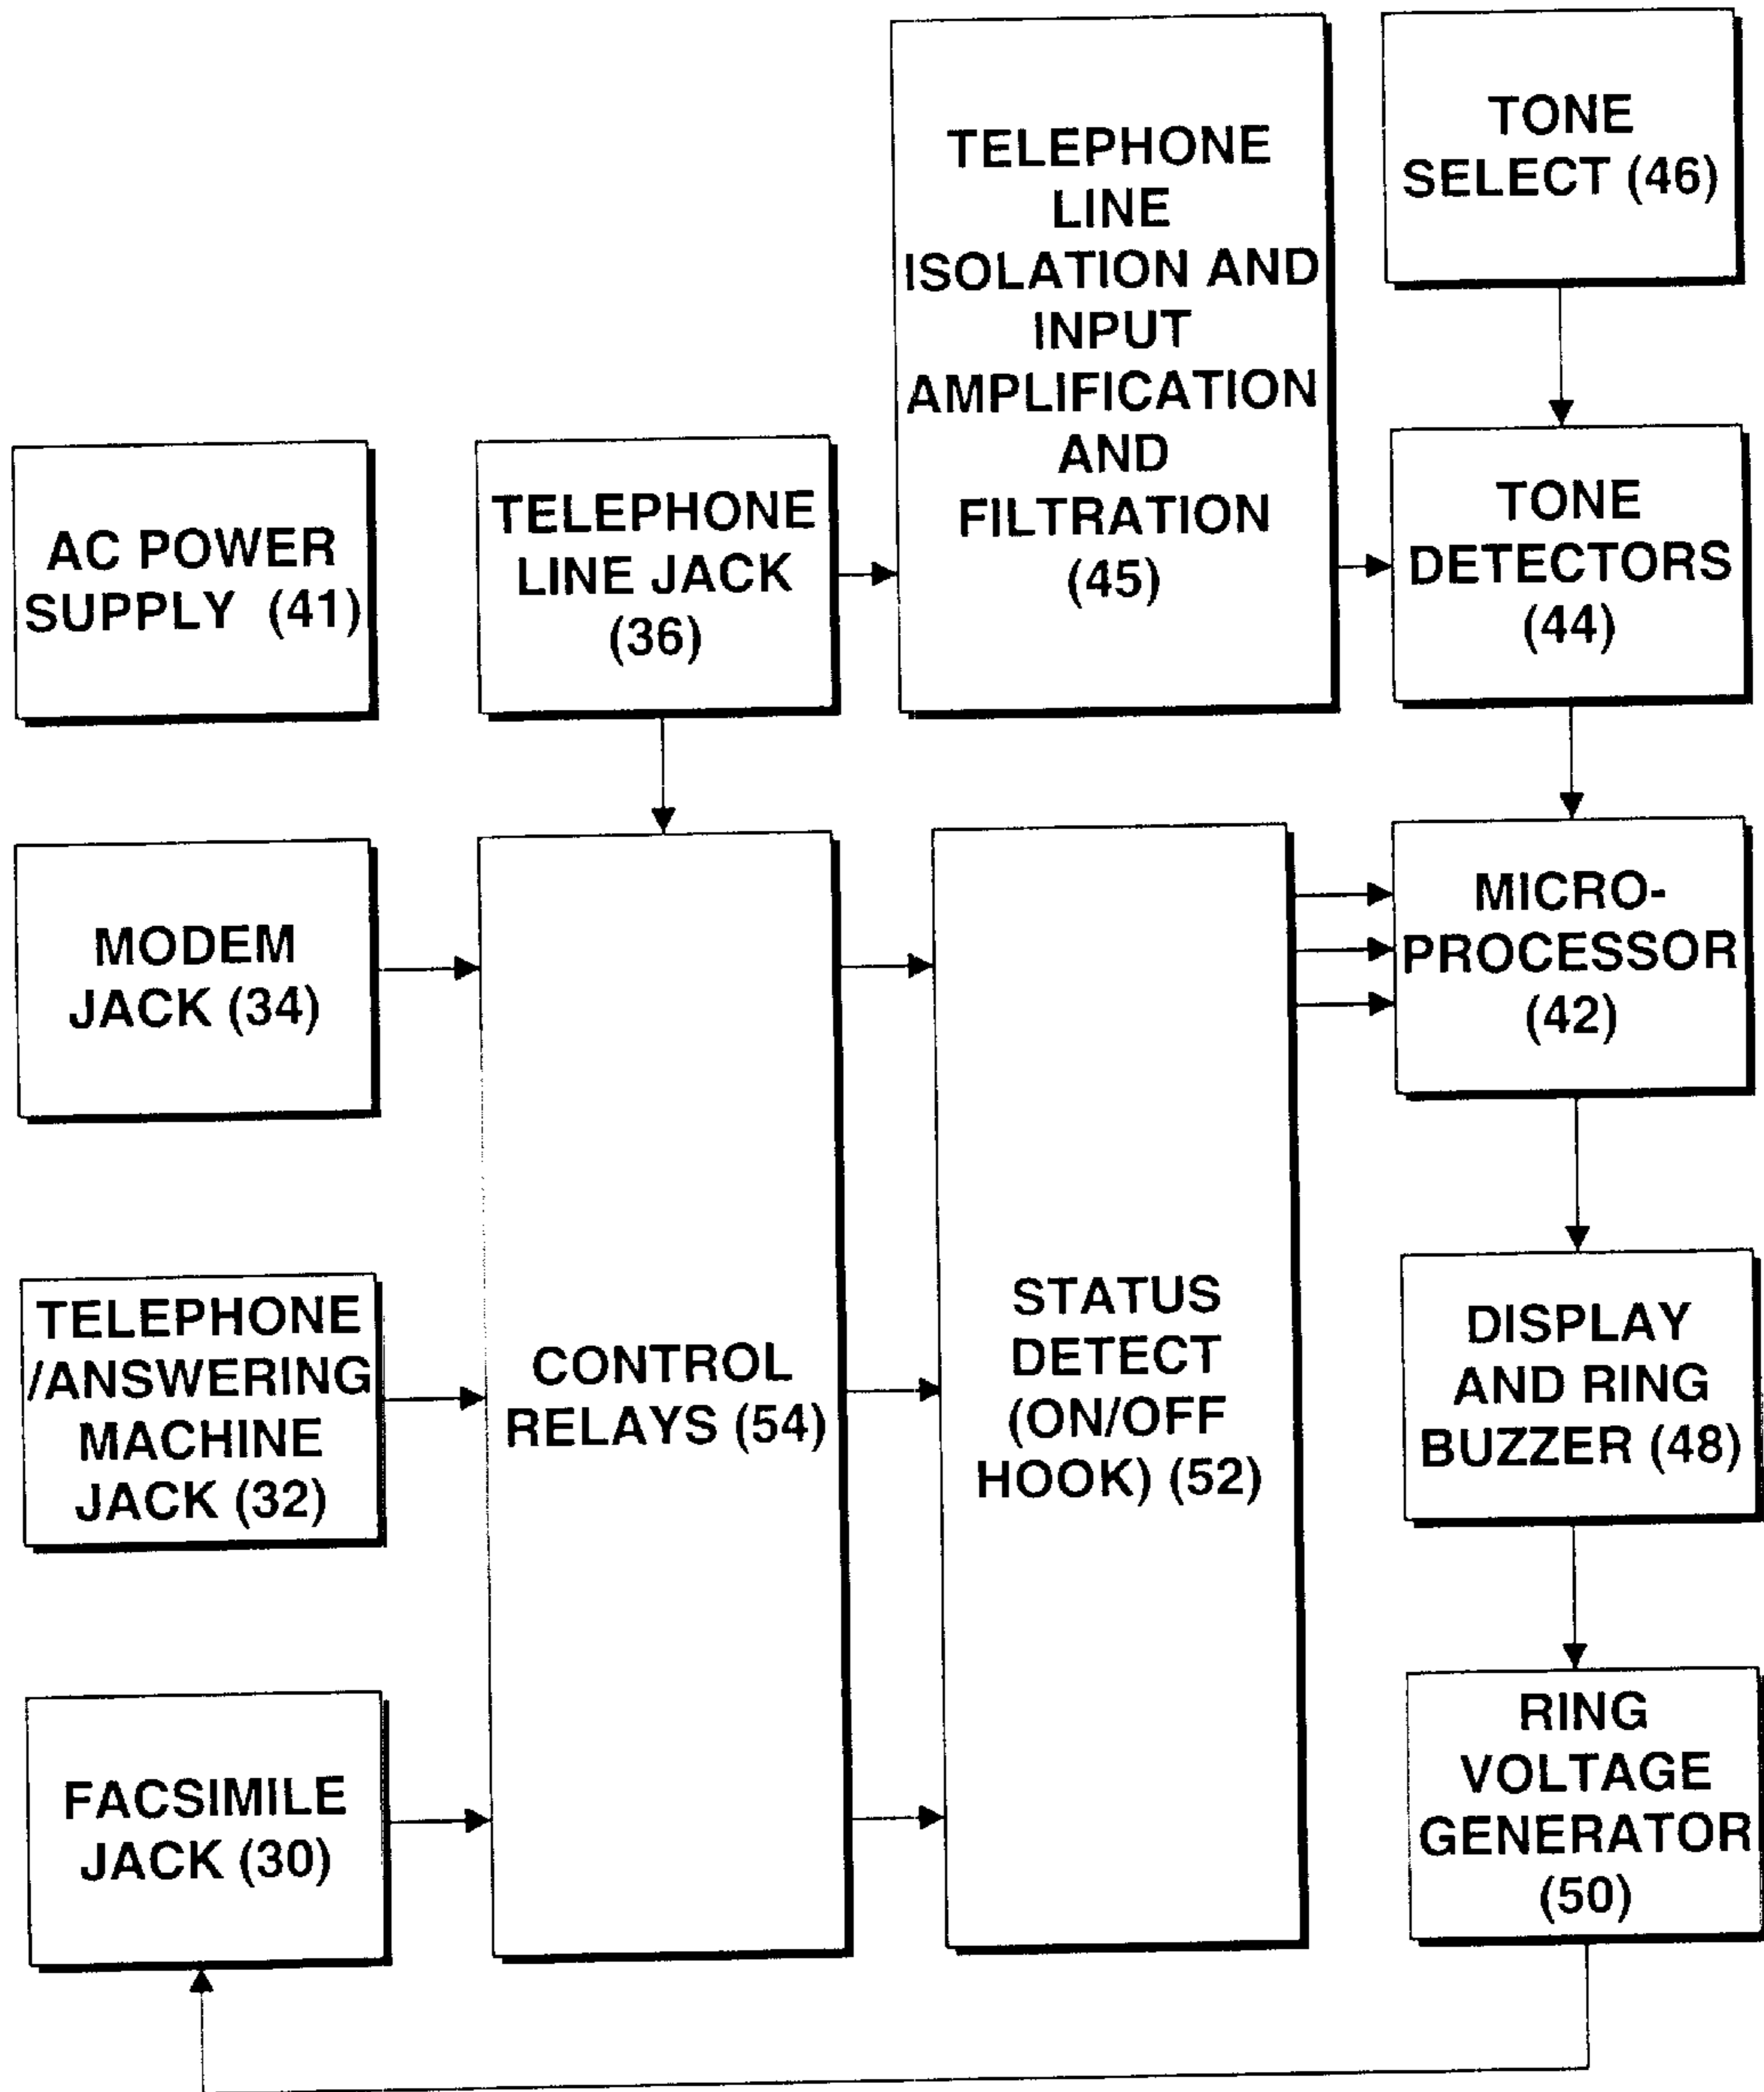 TELEPHONE
LINE
ISOLATION AND
INPUT
AMPLIFICATION
AND
FILTRATION
(45)
TONE
SELECT (46)
AC POWER
SUPPLY (41)
TELEPHONE
LINE JACK
(36)
TONE
DETECTORS
(44)
MODEM
JACK (34)
MICRO-
PROCESSOR
(42)
TELEPHONE
/ANSWERING
MACHINE
JACK (32)
CONTROL
RELAYS (54)
STATUS
DETECT
(ON/OFF
HOOK) (52)
DISPLAY
AND RING
BUZZER (48)
FACSIMILE
JACK (30)
RING
VOLTAGE
GENERATOR
(50)